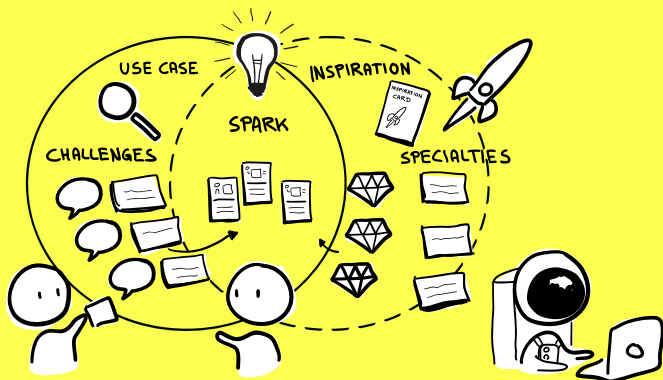 USE CASE
INSPIRATION
INSPIRATION
CARD
SPARK
CHALLENGES
SPECIALTIES